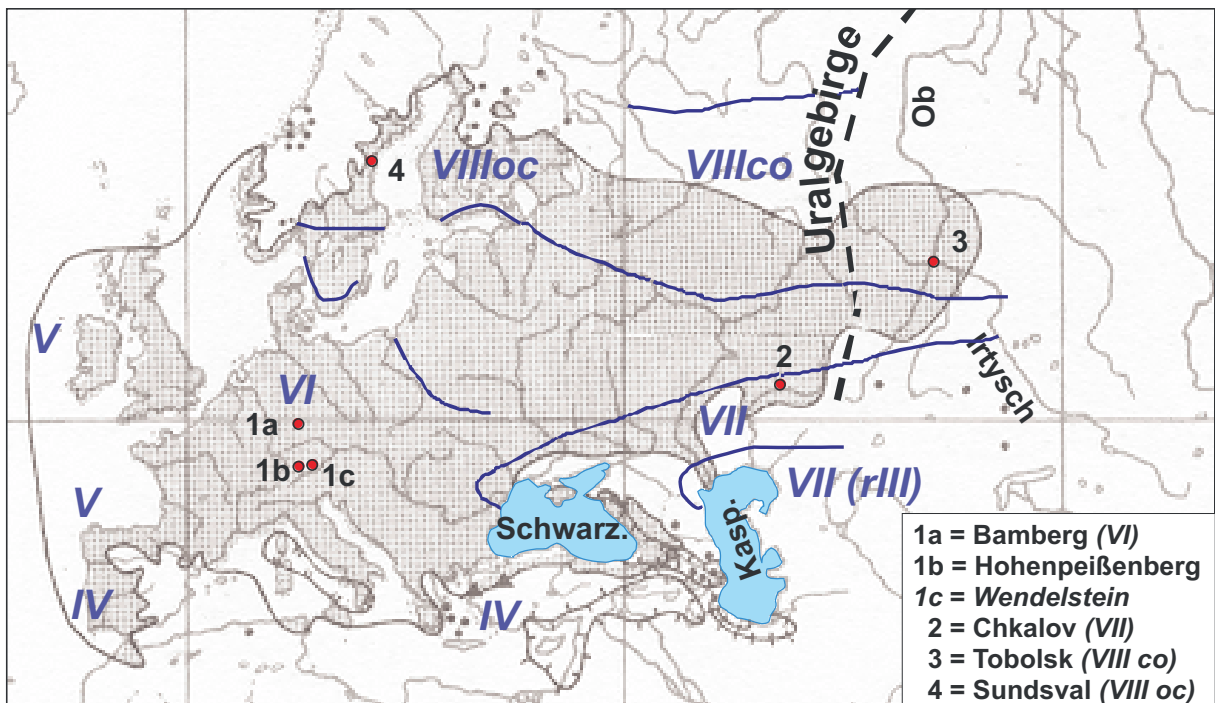 Uralgebirge
Ob
4
VIIIoc
VIIIco
3
V
2
Irtysch
VI
1a
VII
1b
1c
VII (rIII)
V
Schwarz.
Kasp.
IV
IV
1a = Bamberg (VI)
1b = Hohenpeißenberg
1c = Wendelstein
2 = Chkalov (VII)
3 = Tobolsk (VIII co)
4 = Sundsval (VIII oc)